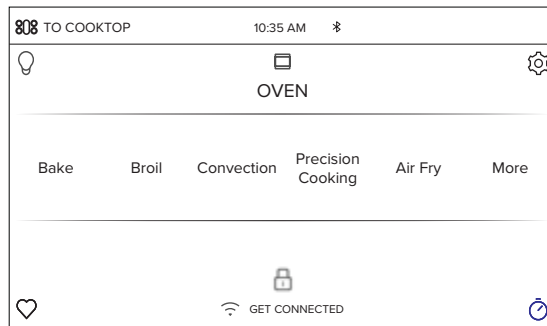 TO COOKTOP 10:35 AM
OVEN
Bake Broil Convection Precision Cooking Air Fry More
GET CONNECTED